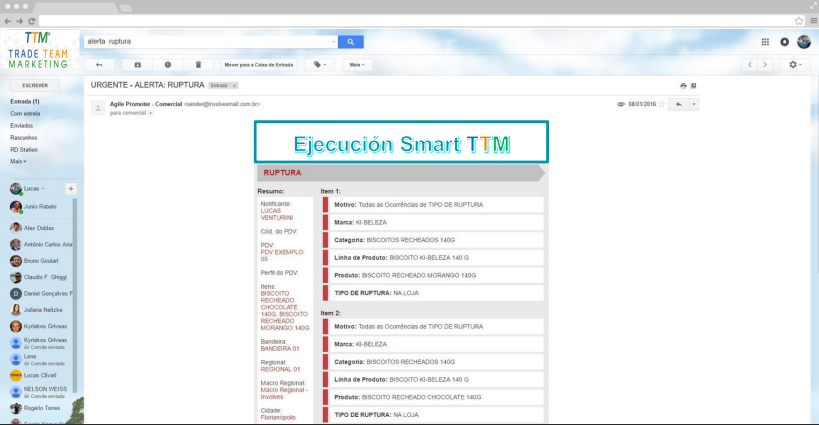 TTM
TRADE TEAM
MARKETING
alerta ruptura
Mover para a Caixa de Entrada
Mais
ESCREVER
URGENTE - ALERTA: RUPTURA Entrada x
Entrada (1)
Com estrela
Enviados
Rascunhos
RD Station
Mais
Agile Promoter - Comercial <sender@involvesmail.com.br>
para comercial
08/01/2016
Lucas
Junio Rabelo
Alex Doblas
Antônio Carlos Ana
Bruno Goulart
Claudio F. Ghiggi
Daniel Gonçalves F
Juliana Neitzke
Kyriakos Griveas
Kyriakos Griveas
Convite enviado
Lene
Convite enviado
Lucas Clivati
NELSON WEISS
Convite enviado
Rogério Torres
Ejecución Smart TTM
RUPTURA
Resumo:
Notificante:
LUCAS
VENTURINI
Cód. do PDV:
PDV:
PDV EXEMPLO
05
Perfil do PDV:
Itens:
BISCOITO
RECHEADO
CHOCOLATE
140G, BISCOITO
RECHEADO
MORANGO 140G
Bandeira:
BANDEIRA 01
Regional:
REGIONAL 01
Macro Regional:
Macro Regional -
Involves
Cidade:
Florianópolis
Item 1:
Motivo: Todas as Ocorrências de TIPO DE RUPTURA
Marca: KI-BELEZA
Categoria: BISCOITOS RECHEADOS 140G
Linha de Produto: BISCOITO KI-BELEZA 140 G
Produto: BISCOITO RECHEADO MORANGO 140G
TIPO DE RUPTURA: NA LOJA
Item 2:
Motivo: Todas as Ocorrências de TIPO DE RUPTURA
Marca: KI-BELEZA
Categoria: BISCOITOS RECHEADOS 140G
Linha de Produto: BISCOITO KI-BELEZA 140 G
Produto: BISCOITO RECHEADO CHOCOLATE 140G
TIPO DE RUPTURA: NA LOJA